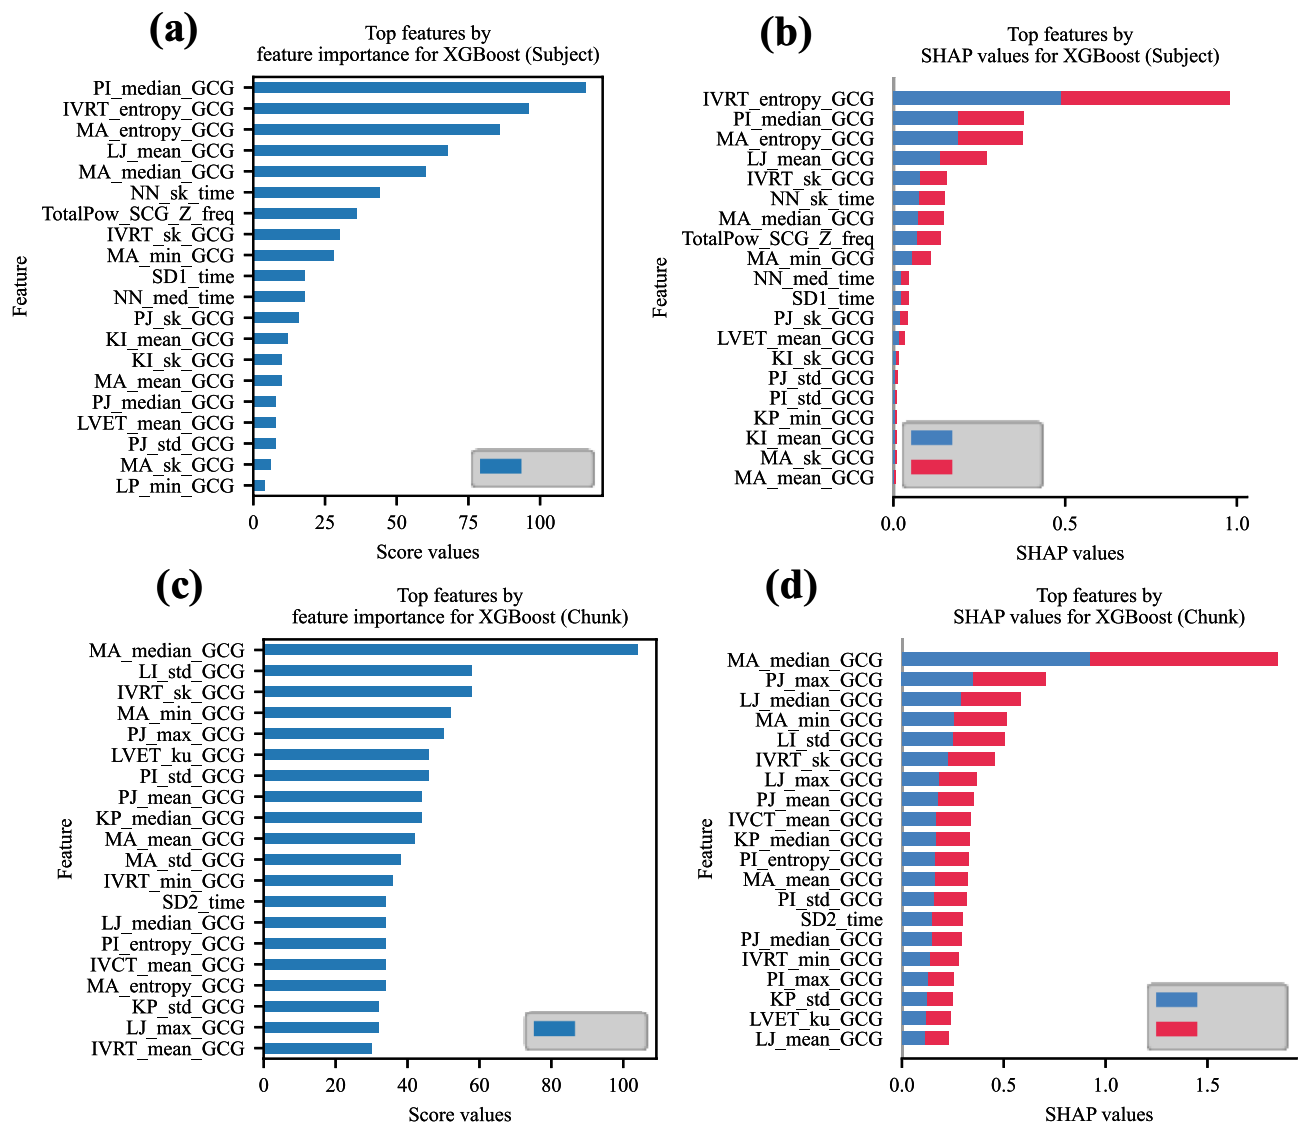 (a)
Top features by
feature importance for XGBoost (Subject)
PI_median_GCG
IVRT_entropy_GCG
MA_entropy_GCG
LJ_mean_GCG
MA_median_GCG
NN_sk_time
TotalPow_SCG_Z_freq
IVRT_sk_GCG
MA_min_GCG
SD1_time
NN_med_time
PJ_sk_GCG
KI_mean_GCG
KI_sk_GCG
MA_mean_GCG
PJ_median_GCG
LVET_mean_GCG
PJ_std_GCG
MA_sk_GCG
LP_min_GCG
Feature
0 25 50 75 100
Score values
(b)
Top features by
SHAP values for XGBoost (Subject)
IVRT_entropy_GCG
PI_median_GCG
MA_entropy_GCG
LJ_mean_GCG
IVRT_sk_GCG
NN_sk_time
MA_median_GCG
TotalPow_SCG_Z_freq
MA_min_GCG
NN_med_time
SD1_time
PJ_sk_GCG
LVET_mean_GCG
KI_sk_GCG
PJ_std_GCG
PI_std_GCG
KP_min_GCG
KI_mean_GCG
MA_sk_GCG
MA_mean_GCG
Feature
0.0 0.5 1.0
SHAP values
(c)
Top features by
feature importance for XGBoost (Chunk)
MA_median_GCG
LI_std_GCG
IVRT_sk_GCG
MA_min_GCG
PJ_max_GCG
LVET_ku_GCG
PI_std_GCG
PJ_mean_GCG
KP_median_GCG
MA_mean_GCG
MA_std_GCG
IVRT_min_GCG
SD2_time
LJ_median_GCG
PI_entropy_GCG
IVCT_mean_GCG
MA_entropy_GCG
KP_std_GCG
LJ_max_GCG
IVRT_mean_GCG
Feature
0 20 40 60 80 100
Score values
(d)
Top features by
SHAP values for XGBoost (Chunk)
MA_median_GCG
PJ_max_GCG
LJ_median_GCG
MA_min_GCG
LI_std_GCG
IVRT_sk_GCG
LJ_max_GCG
PJ_mean_GCG
IVCT_mean_GCG
KP_median_GCG
PI_entropy_GCG
MA_mean_GCG
PI_std_GCG
SD2_time
PJ_median_GCG
IVRT_min_GCG
PI_max_GCG
KP_std_GCG
LVET_ku_GCG
LJ_mean_GCG
Feature
0.0 0.5 1.0 1.5
SHAP values